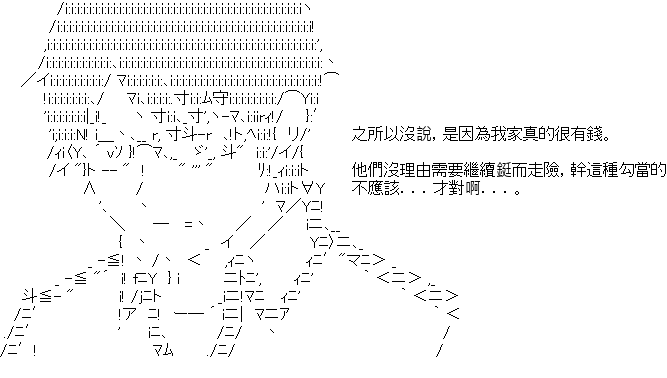 之所以沒說，是因為我家真的很有錢。
他們沒理由需要繼續鋌而走險，幹這種勾當的
不應該．．．才對啊．．．。